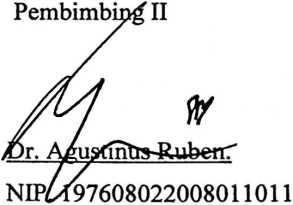 Pembimbing II
Dr. Agustinus Ruben.
NIP. 197608022008011011